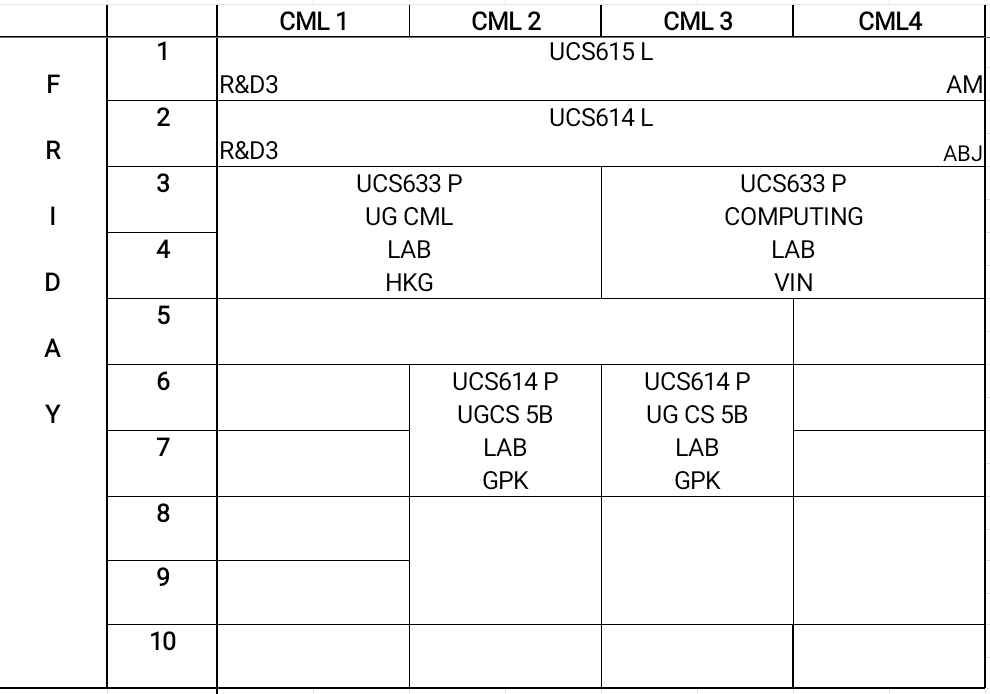 CML 1 CML 2 CML 3 CML4
F
R
I
D
A
Y
1 UCS615 L
R&D3 AM
2 UCS614 L
R&D3 ABJ
3 UCS633 P UCS633 P
UG CML COMPUTING
4 LAB LAB
HKG VIN
5
6 UCS614 P UCS614 P
UGCS 5B UG CS 5B
7 LAB LAB
GPK GPK
8
9
10